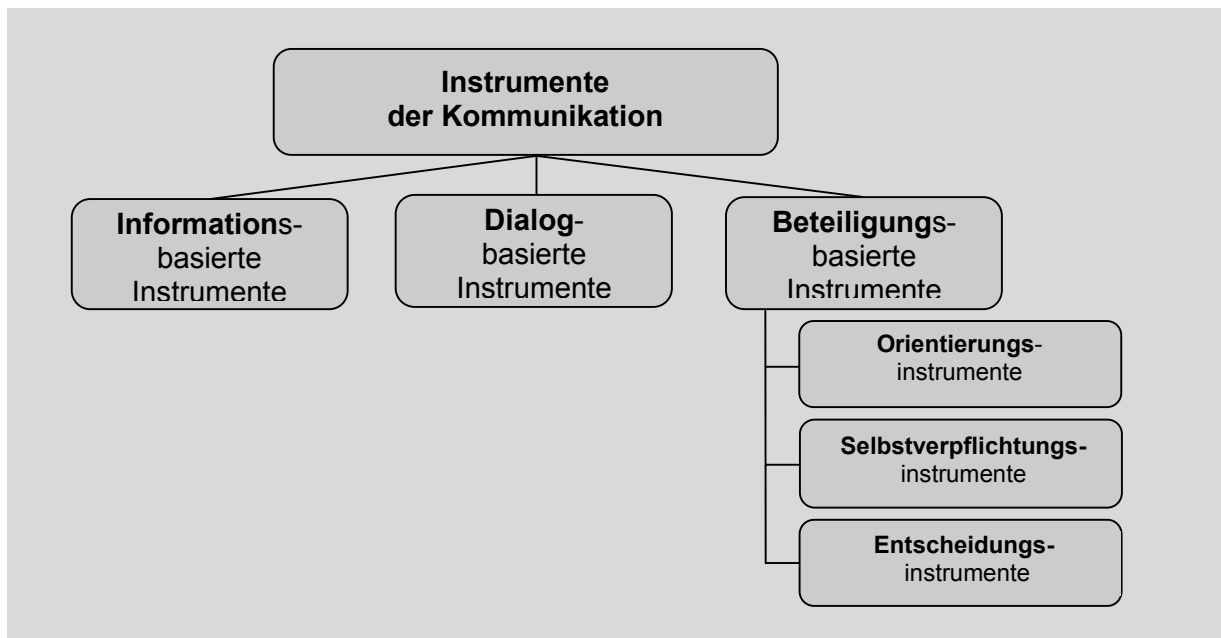 Instrumente
der Kommunikation
Informations-
basierte
Instrumente
Dialog-
basierte
Instrumente
Beteiligungs-
basierte
Instrumente
Orientierungs-
instrumente
Selbstverpflichtungs-
instrumente
Entscheidungs-
instrumente